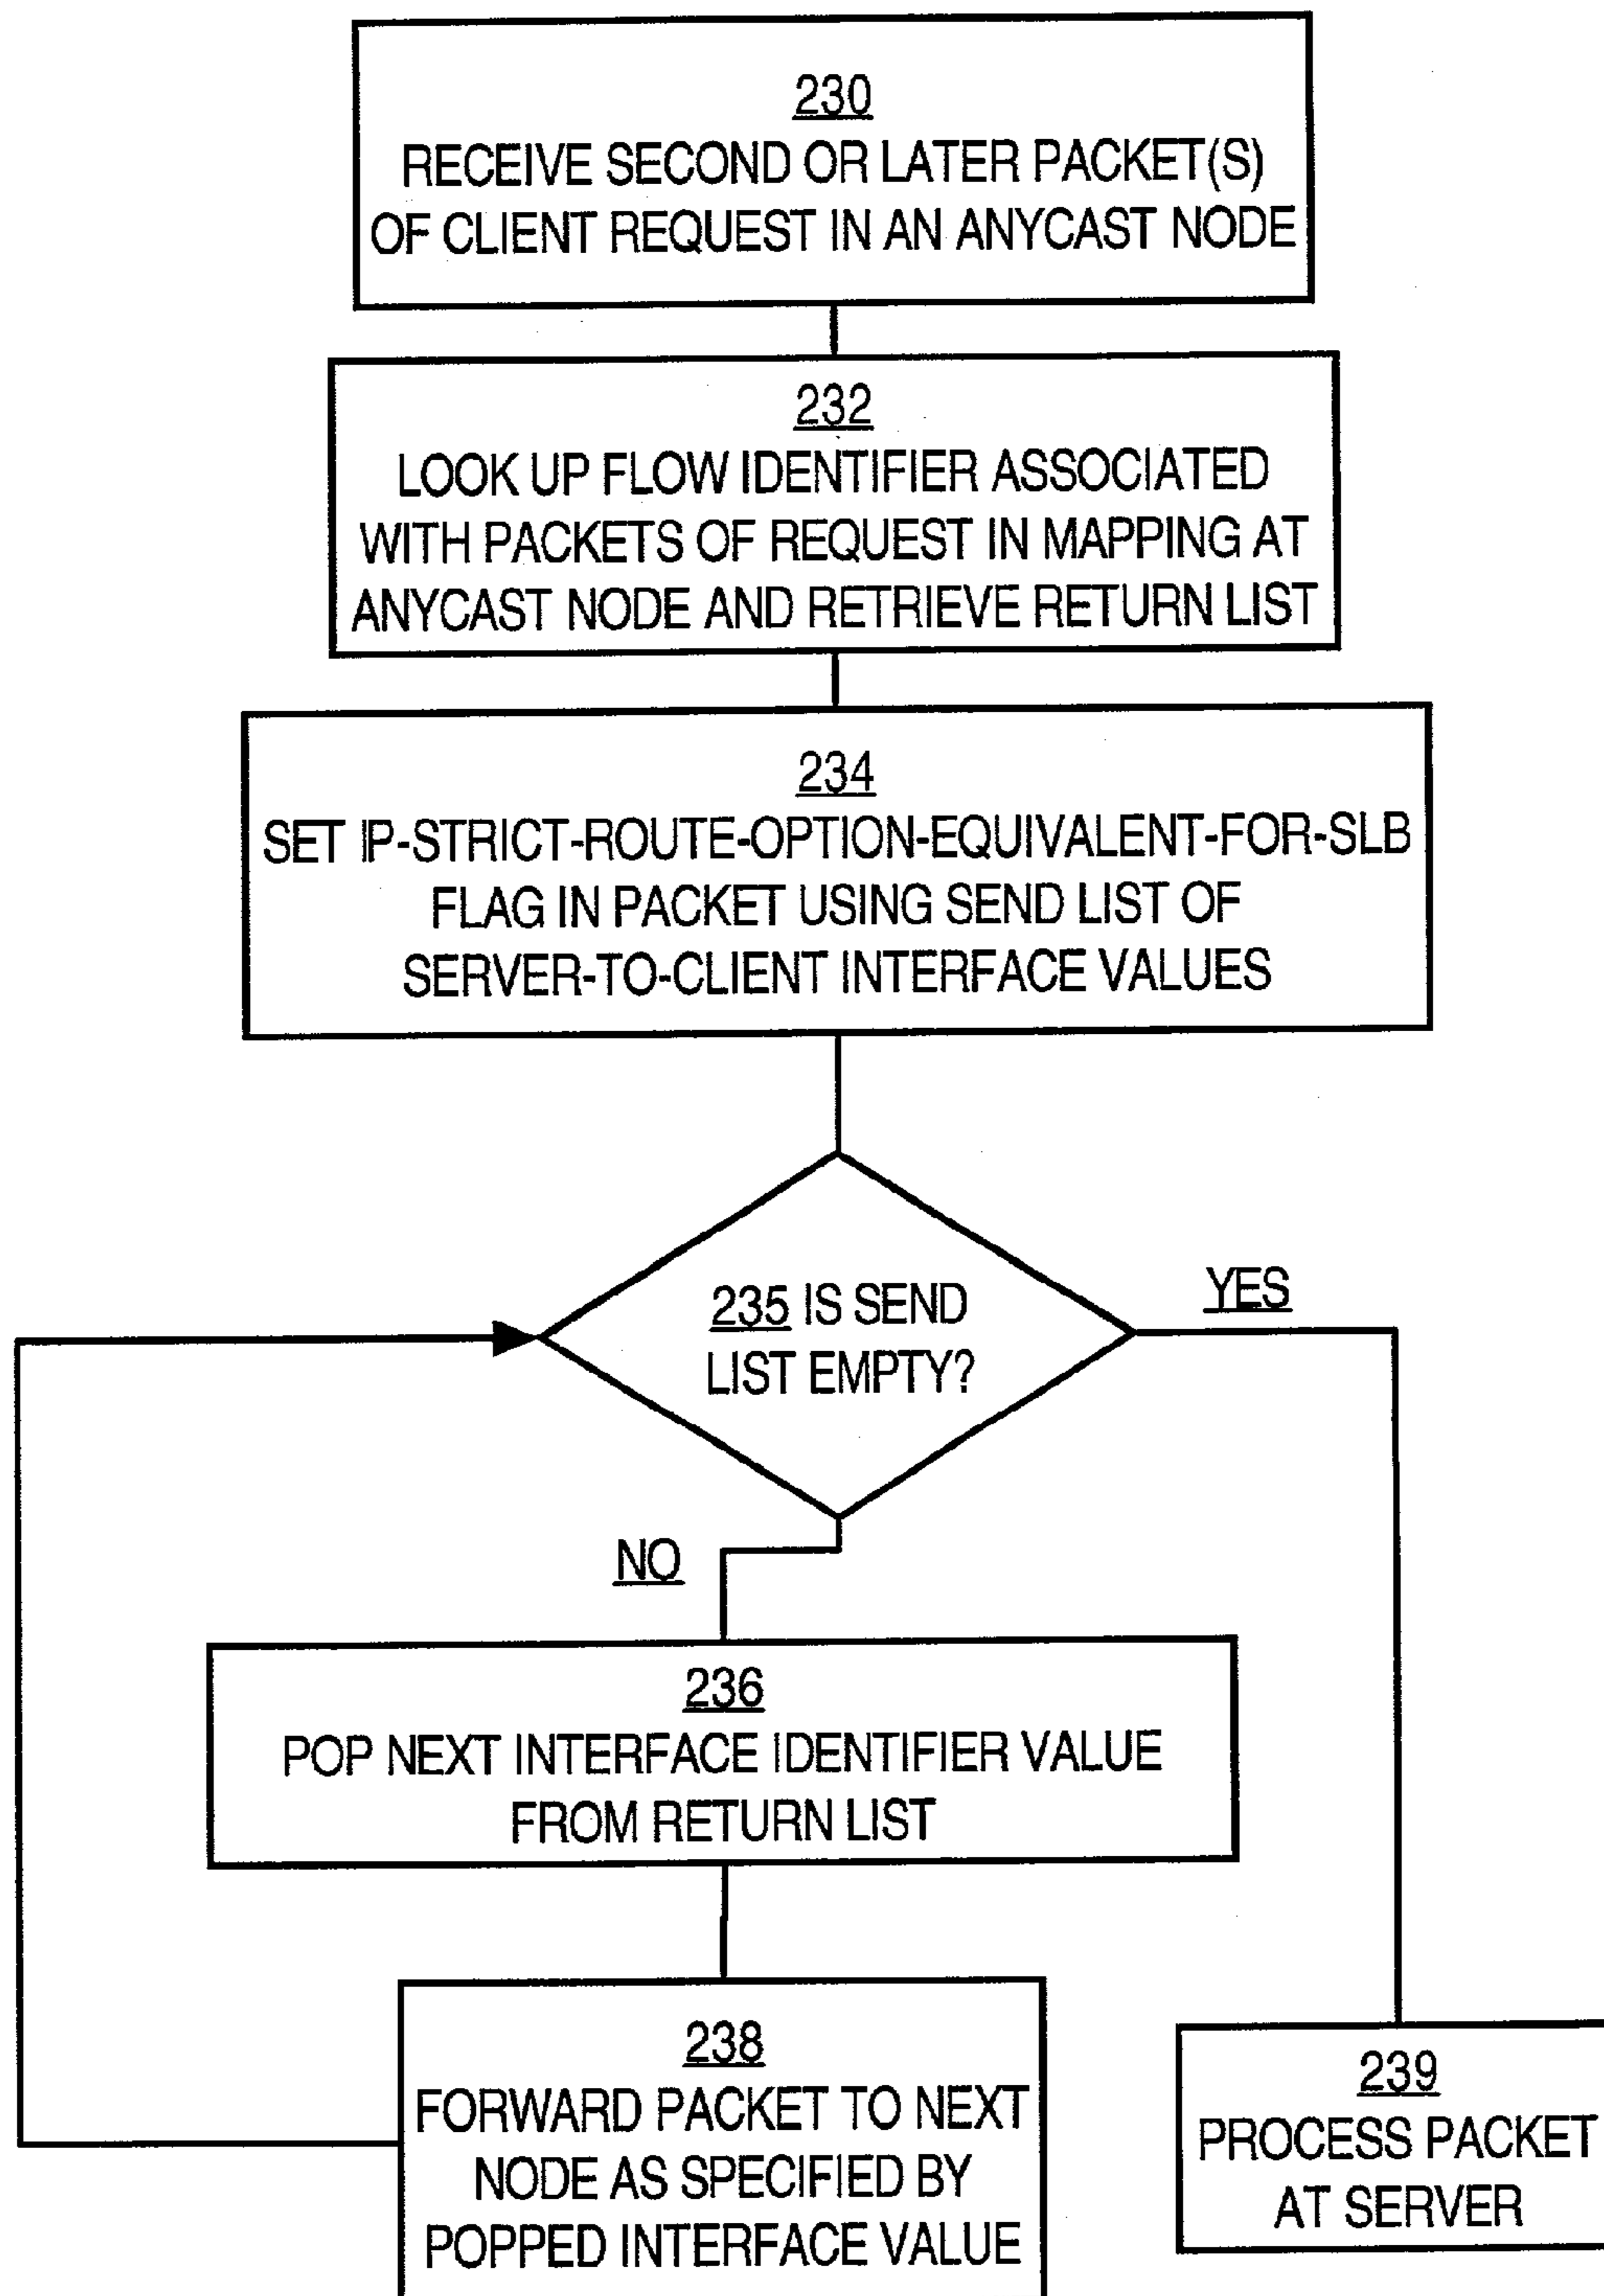 230
RECEIVE SECOND OR LATER PACKET(S)
OF CLIENT REQUEST IN AN ANYCAST NODE
232
LOOK UP FLOW IDENTIFIER ASSOCIATED
WITH PACKETS OF REQUEST IN MAPPING AT
ANYCAST NODE AND RETRIEVE RETURN LIST
234
SET IP-STRICT-ROUTE-OPTION-EQUIVALENT-FOR-SLB
FLAG IN PACKET USING SEND LIST OF
SERVER-TO-CLIENT INTERFACE VALUES
235 IS SEND
LIST EMPTY?
YES
NO
236
POP NEXT INTERFACE IDENTIFIER VALUE
FROM RETURN LIST
238
FORWARD PACKET TO NEXT
NODE AS SPECIFIED BY
POPPED INTERFACE VALUE
239
PROCESS PACKET
AT SERVER